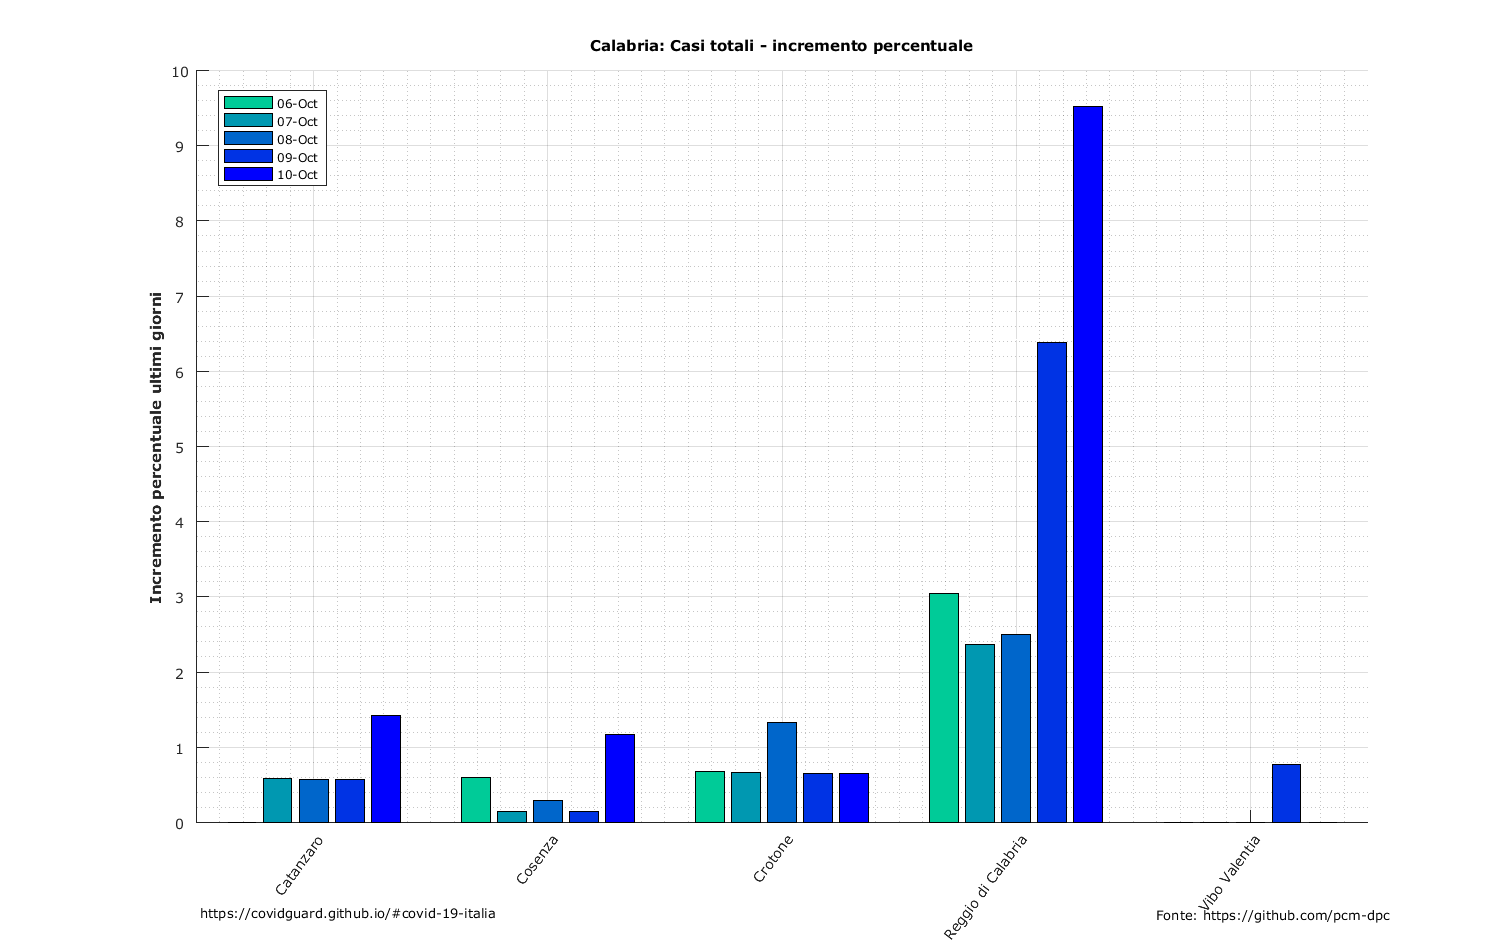 Calabria: Casi totali - incremento percentuale
10
9
8
7
6
5
4
3
2
1
0
Incremento percentuale ultimi giorni
06-Oct
07-Oct
08-Oct
09-Oct
10-Oct
Catanzaro
Cosenza
Crotone
Reggio di Calabria
Vibo Valentia
https://covidguard.github.io/#covid-19-italia
Fonte: https://github.com/pcm-dpc